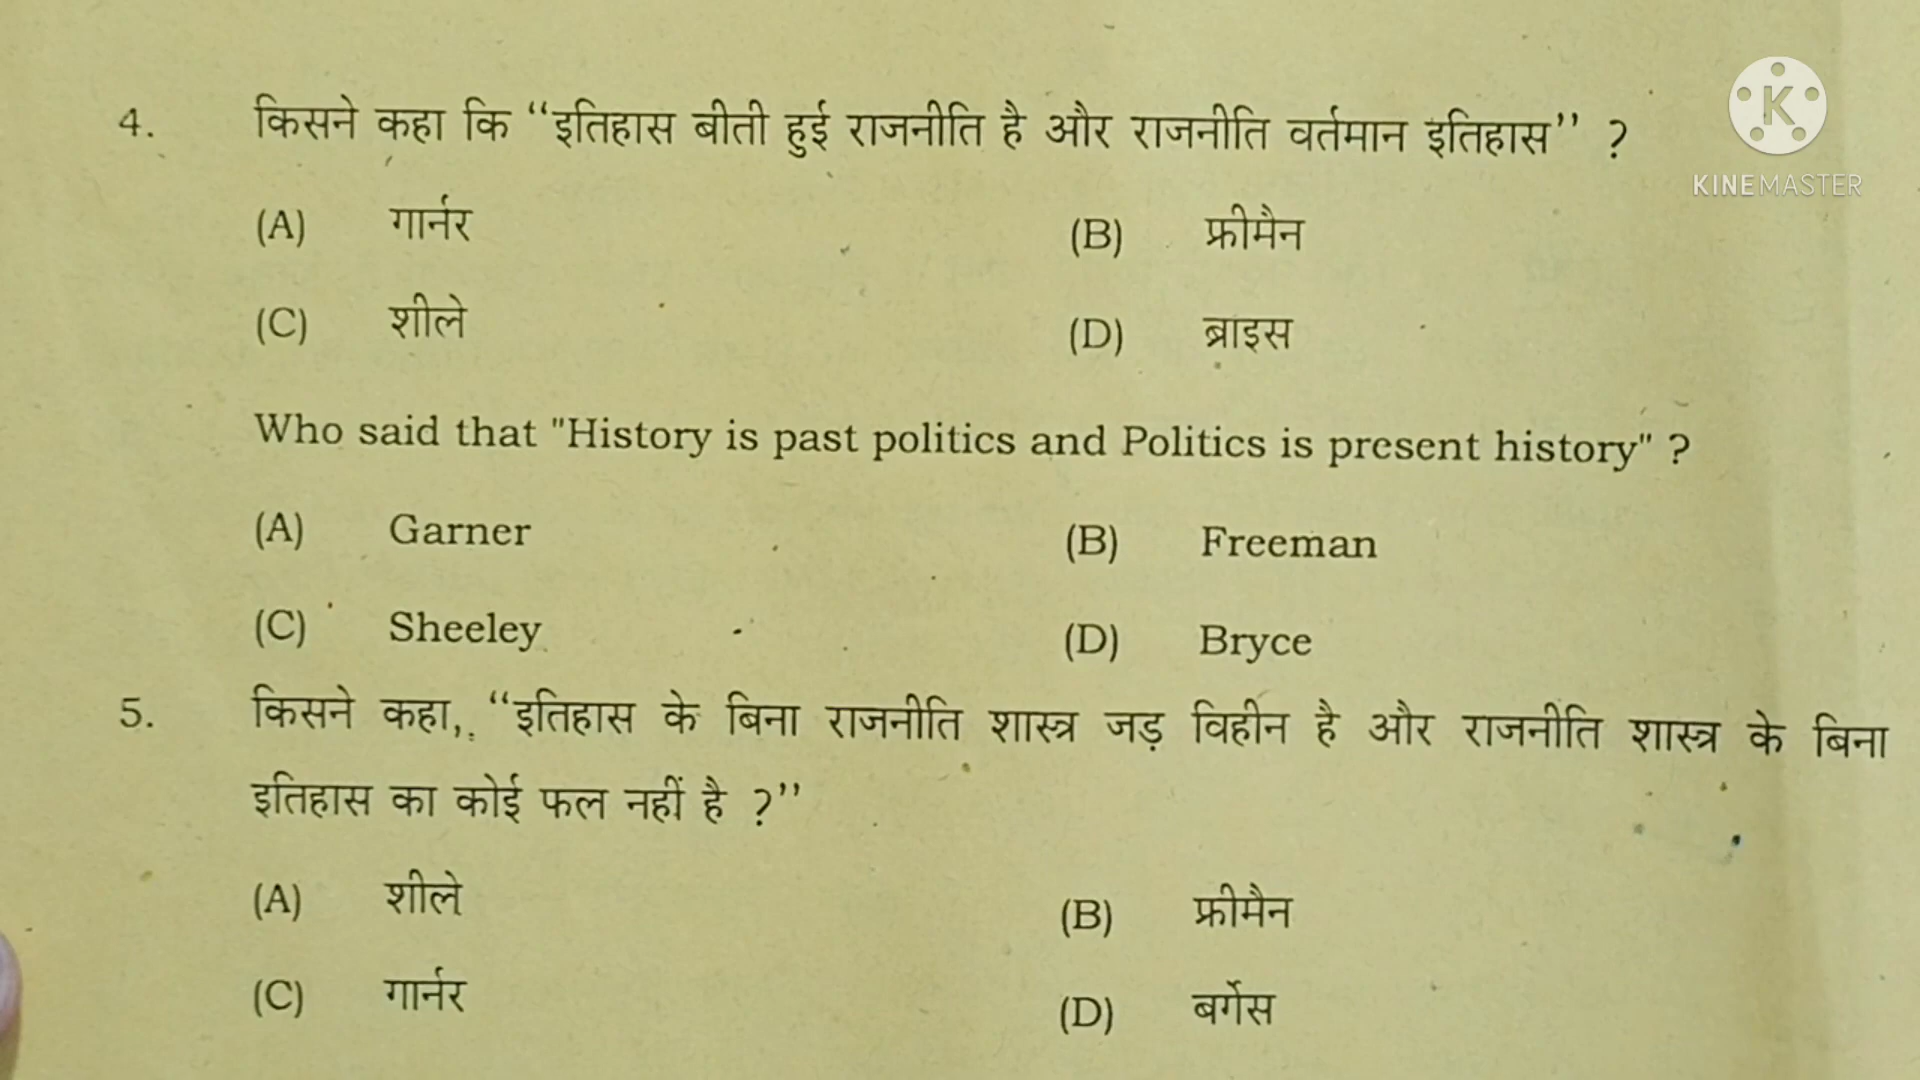 4. किसने कहा कि ‘‘इतिहास बीती हुई राजनीति है और राजनीति वर्तमान इतिहास’’ ?
K
KINEMASTER
(A) गार्नर (B) फ्रीमैन
(C) शीले (D) ब्राइस
Who said that "History is past politics and Politics is present history" ?
(A) Garner (B) Freeman
(C) Sheeley (D) Bryce
5. किसने कहा, ‘‘इतिहास के बिना राजनीति शास्त्र जड़ विहीन है और राजनीति शास्त्र के बिना
इतिहास का कोई फल नहीं है ?’’
(A) शीले (B) फ्रीमैन
(C) गार्नर (D) बर्गेस